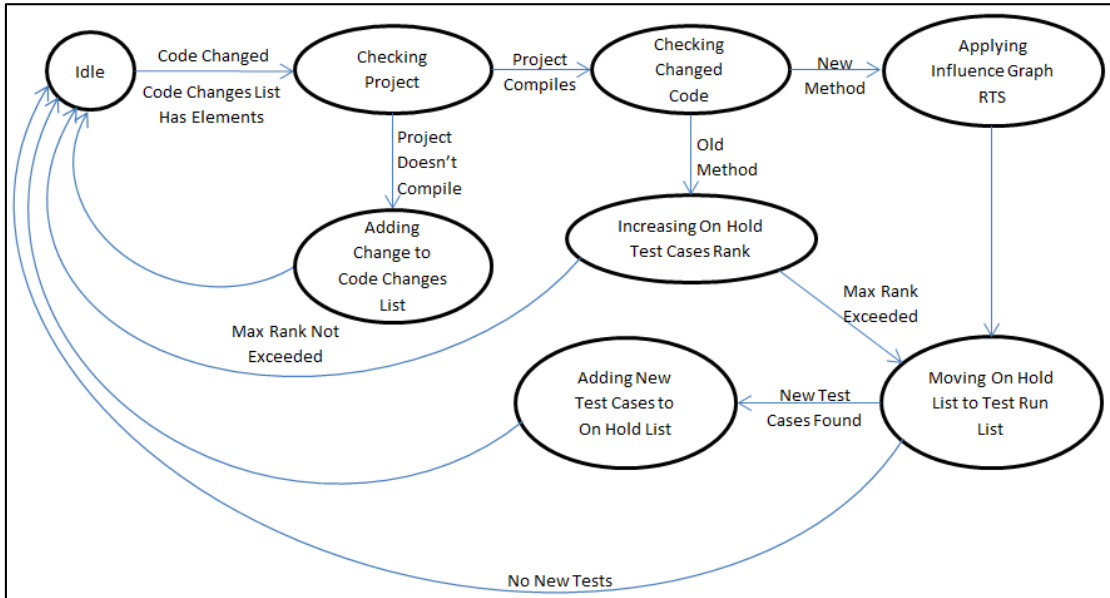 Idle
Code Changed
Code Changes List
Has Elements
Checking
Project
Project
Compiles
Checking
Changed
Code
New
Method
Applying
Influence Graph
RTS
Project
Doesn't
Compile
Old
Method
Adding
Change to
Code Changes
List
Increasing On Hold
Test Cases Rank
Max Rank Not
Exceeded
Max Rank
Exceeded
Adding New
Test Cases to
On Hold List
New Test
Cases Found
Moving On Hold
List to Test Run
List
No New Tests